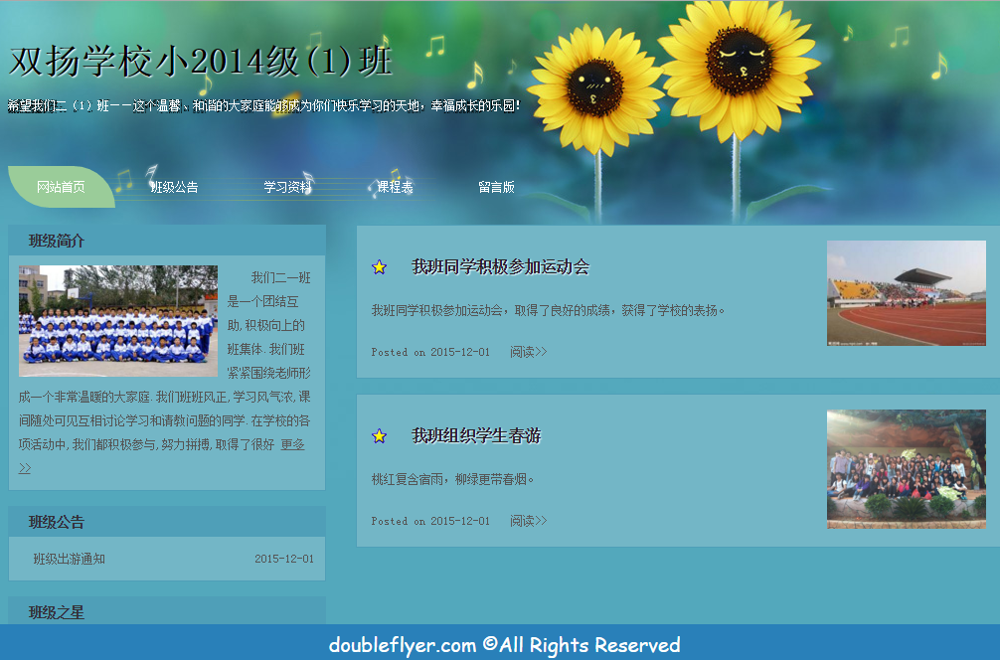 双扬学校小2014级(1)班
希望我们二（1）班——这个温馨、和谐的大家庭能够成为你们快乐学习的天地，幸福成长的乐园！
网站首页 班级公告 学习资料 课程表 留言版
班级简介
我们二一班
是一个团结互
助, 积极向上的
班集体. 我们班
紧紧围绕老师形
成一个非常温暖的大家庭. 我们班班风正, 学习风气浓, 课
间随处可见互相讨论学习和请教问题的同学. 在学校的各
项活动中, 我们都积极参与, 努力拼搏, 取得了很好 更多
>>
班级公告
班级出游通知 2015-12-01
班级之星
我班同学积极参加运动会
我班同学积极参加运动会，取得了良好的成绩，获得了学校的表扬。
Posted on 2015-12-01 阅读>>
我班组织学生春游
桃红复含宿雨，柳绿更带春烟。
Posted on 2015-12-01 阅读>>
doubleflyer.com ©All Rights Reserved